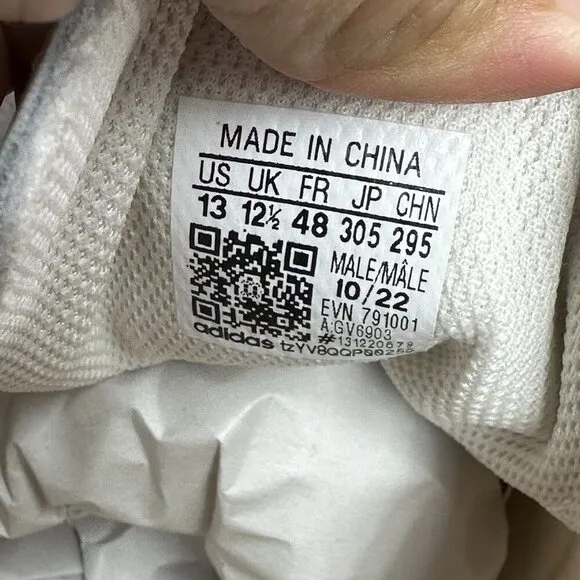 MADE IN CHINA
US UK FR JP CHN
13 12½ 48 305 295
MALE/MÂLE
10/22
EVN 791001
A:GV6903
#131220679
adidas